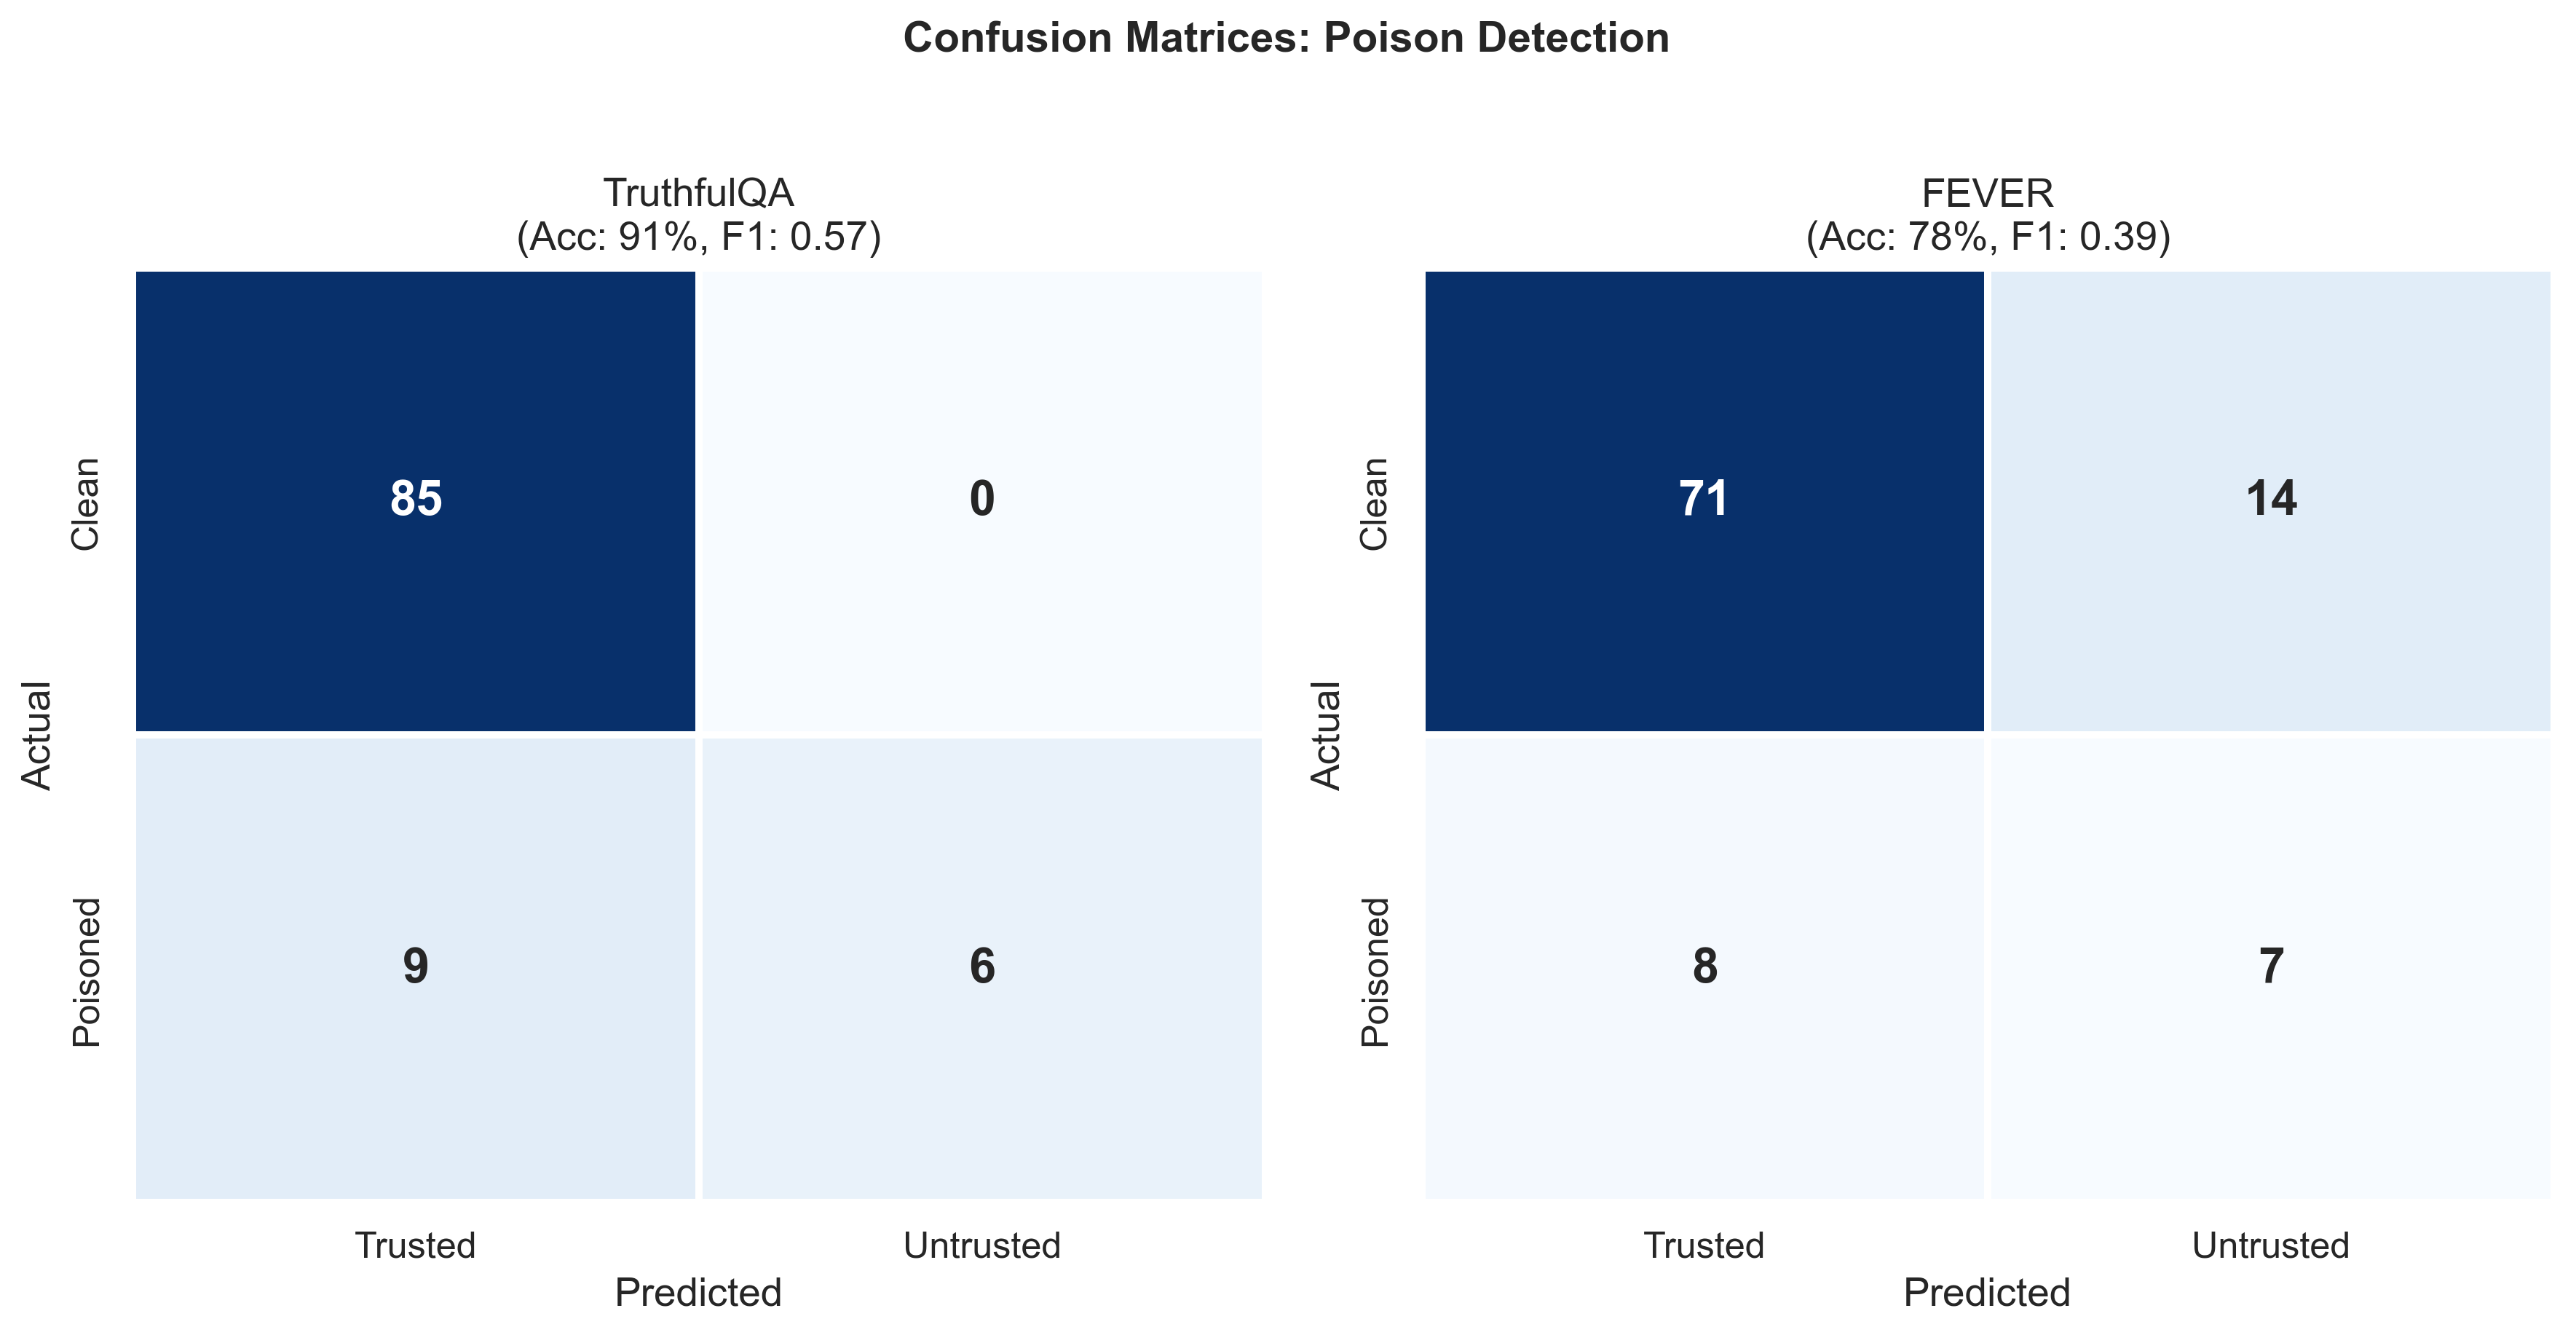 Confusion Matrices: Poison Detection
TruthfulQA
(Acc: 91%, F1: 0.57)
Actual
Clean
Poisoned
85
0
9
6
Trusted
Untrusted
Predicted
FEVER
(Acc: 78%, F1: 0.39)
Actual
Clean
Poisoned
71
14
8
7
Trusted
Untrusted
Predicted